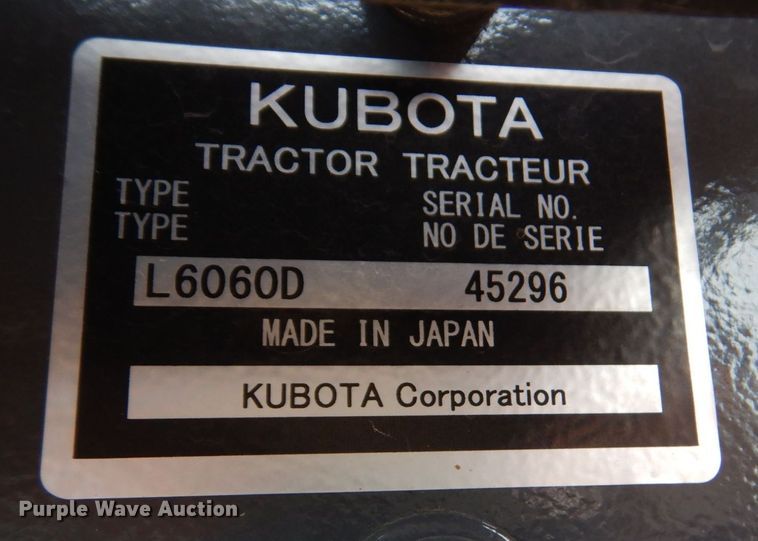 KUBOTA
TRACTOR TRACTEUR
TYPE SERIAL NO.
TYPE NO DE SERIE
L6060D 45296
MADE IN JAPAN
KUBOTA Corporation
Purple Wave Auction